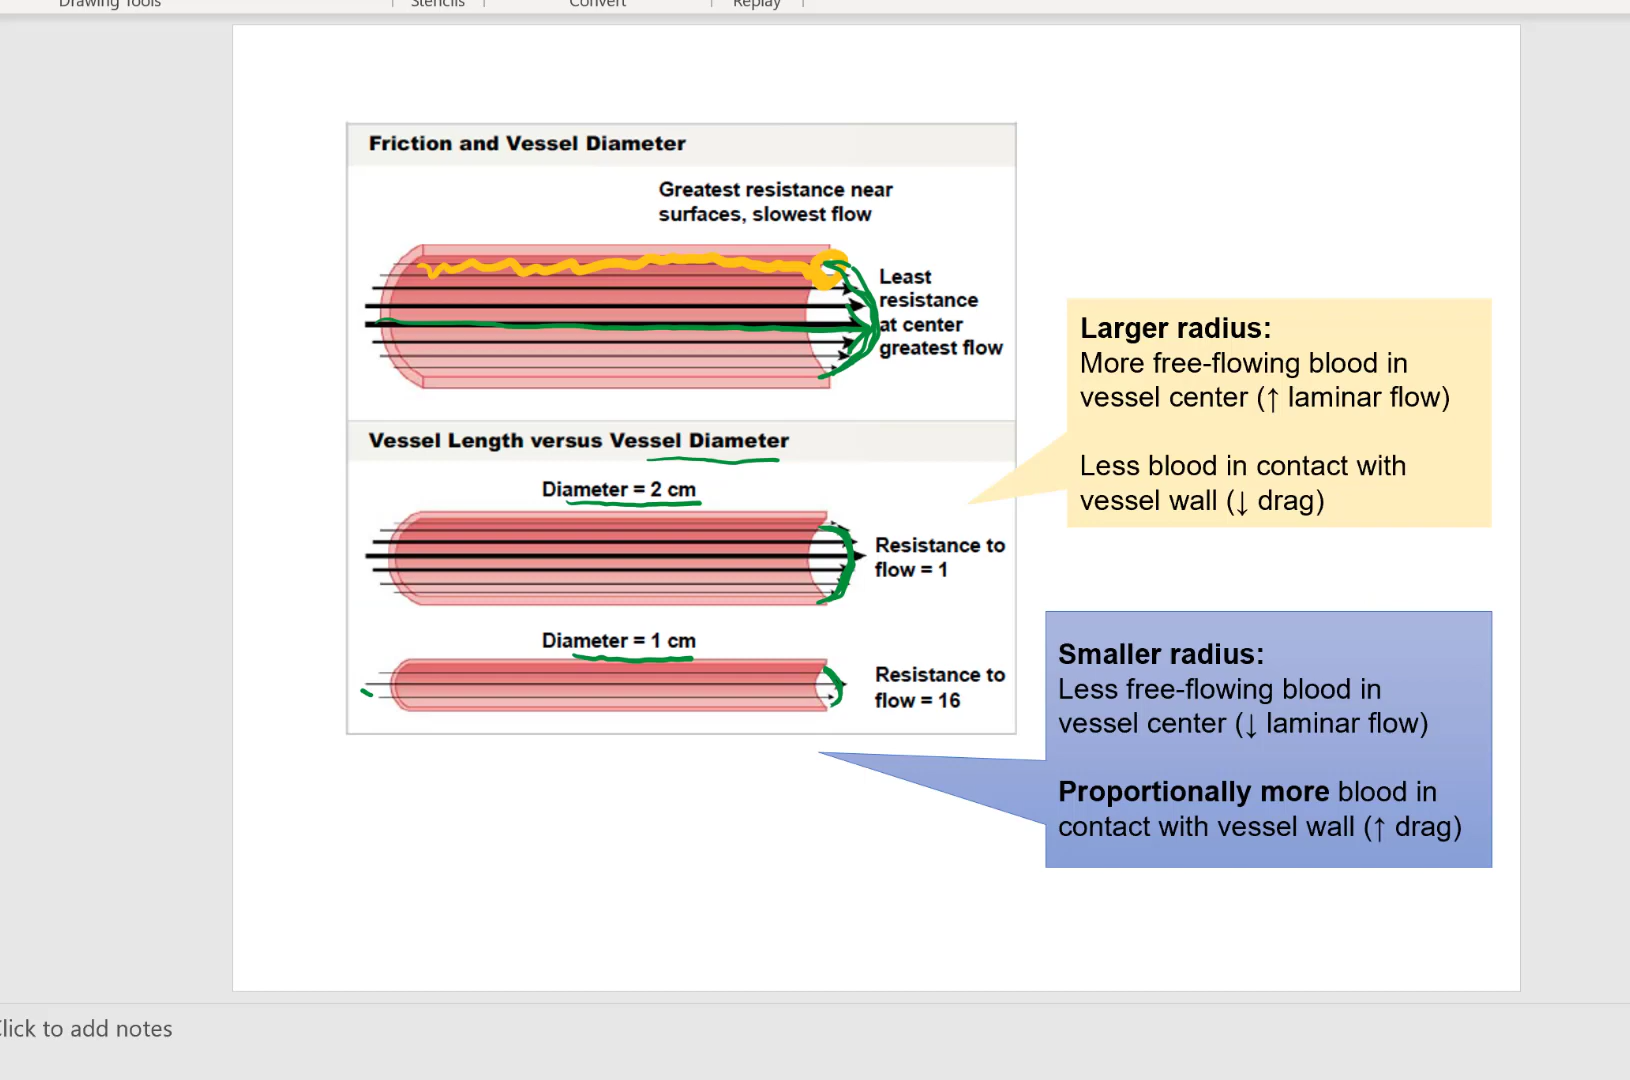 Drawing Tools
Stencils
Convert
Replay
Friction and Vessel Diameter
Greatest resistance near
surfaces, slowest flow
Least
resistance
at center
greatest flow
Vessel Length versus Vessel Diameter
Diameter = 2 cm
Resistance to
flow = 1
Diameter = 1 cm
Resistance to
flow = 16
Larger radius:
More free-flowing blood in
vessel center (↑ laminar flow)
Less blood in contact with
vessel wall (↓ drag)
Smaller radius:
Less free-flowing blood in
vessel center (↓ laminar flow)
Proportionally more blood in
contact with vessel wall (↑ drag)
Click to add notes